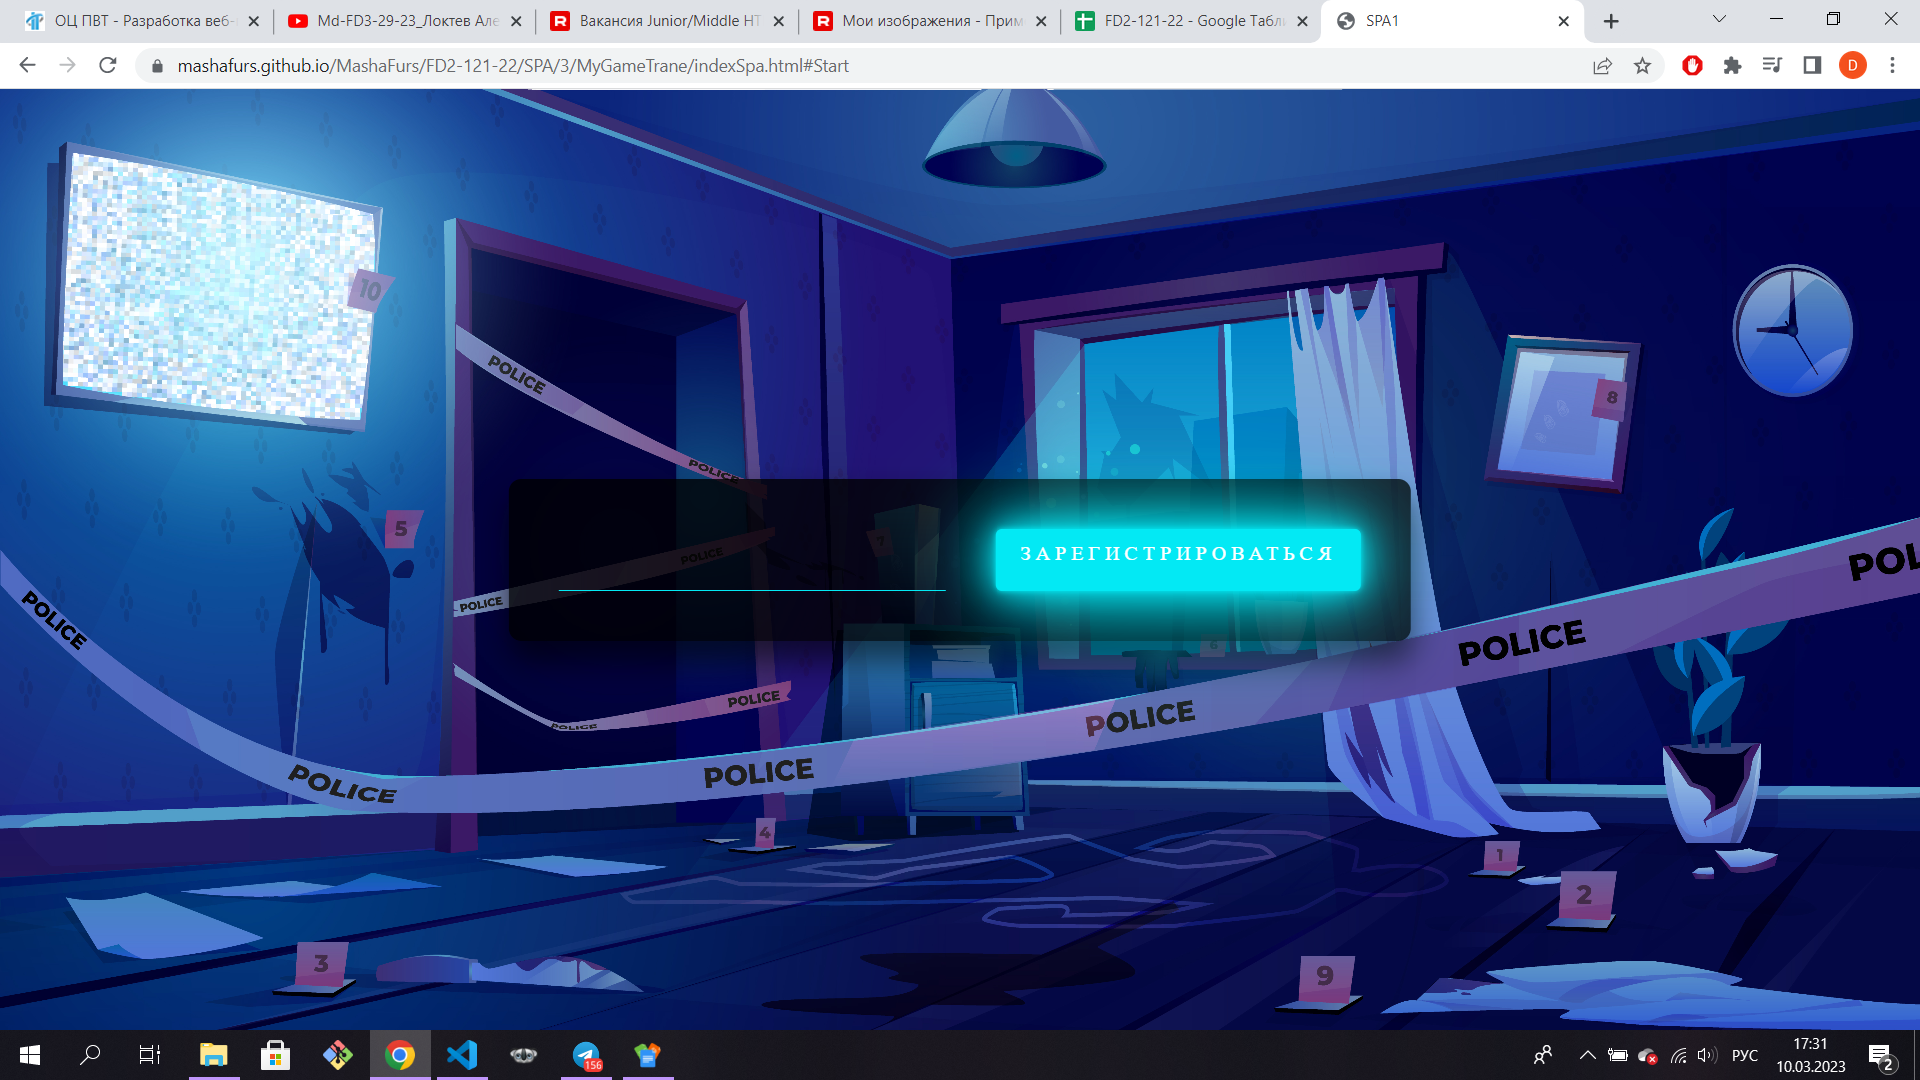 ОЦ ПВТ - Разработка веб-
Md-FD3-29-23_Локтев Але
Вакансия Junior/Middle HT
Мои изображения - Прим
FD2-121-22 - Google Табли
SPA1
mashafurs.github.io/MashaFurs/FD2-121-22/SPA/3/MyGameTrane/indexSpa.html#Start
D
10
POLICE
8
POLICE
5
7
ЗАРЕГИСТРИРОВАТЬСЯ
POLICE
POL
POLICE
POLICE
POLICE
6
POLICE
POLICE
POLICE
POLICE
POLICE
4
1
2
3
9
156
РУС
17:31
10.03.2023
2